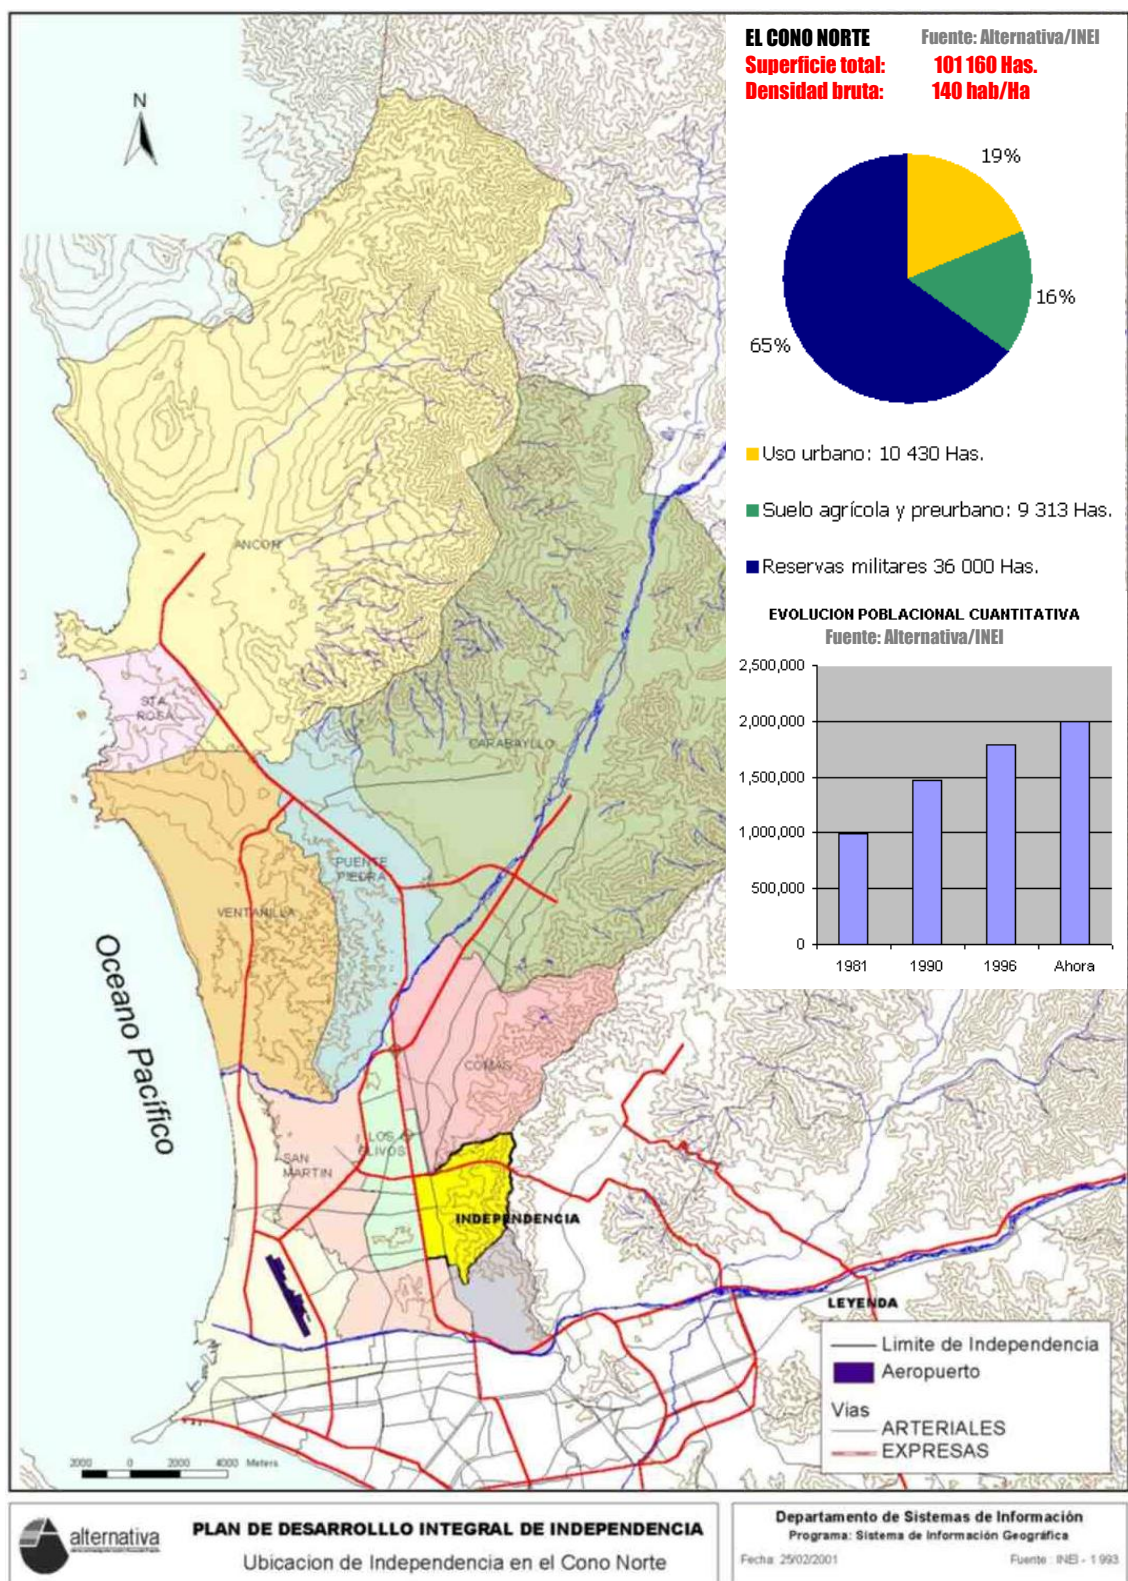 EL CONO NORTE Fuente: Alternativa/INEI
Superficie total: 101 160 Has.
Densidad bruta: 140 hab/Ha
N
19%
16%
65%
Uso urbano: 10 430 Has.
Suelo agrícola y preurbano: 9 313 Has.
Reservas militares 36 000 Has.
EVOLUCION POBLACIONAL CUANTITATIVA
Fuente: Alternativa/INEI
2,500,000
2,000,000
1,500,000
1,000,000
500,000
0
1981 1990 1996 Ahora
ANCON
STA.
ROSA
CARABAYLLO
PUENTE
PIEDRA
VENTANILLA
Oceano Pacífico
COMAS
LOS
OLIVOS
SAN
MARTIN
INDEPENDENCIA
LEYENDA
Limite de Independencia
Aeropuerto
Vias
ARTERIALES
EXPRESAS
2000 0 2000 4000 Meters
alternativa
PLAN DE DESARROLLLO INTEGRAL DE INDEPENDENCIA
Ubicacion de Independencia en el Cono Norte
Departamento de Sistemas de Información
Programa: Sistema de Información Geográfica
Fecha: 25/02/2001 Fuente : INEI - 1 993